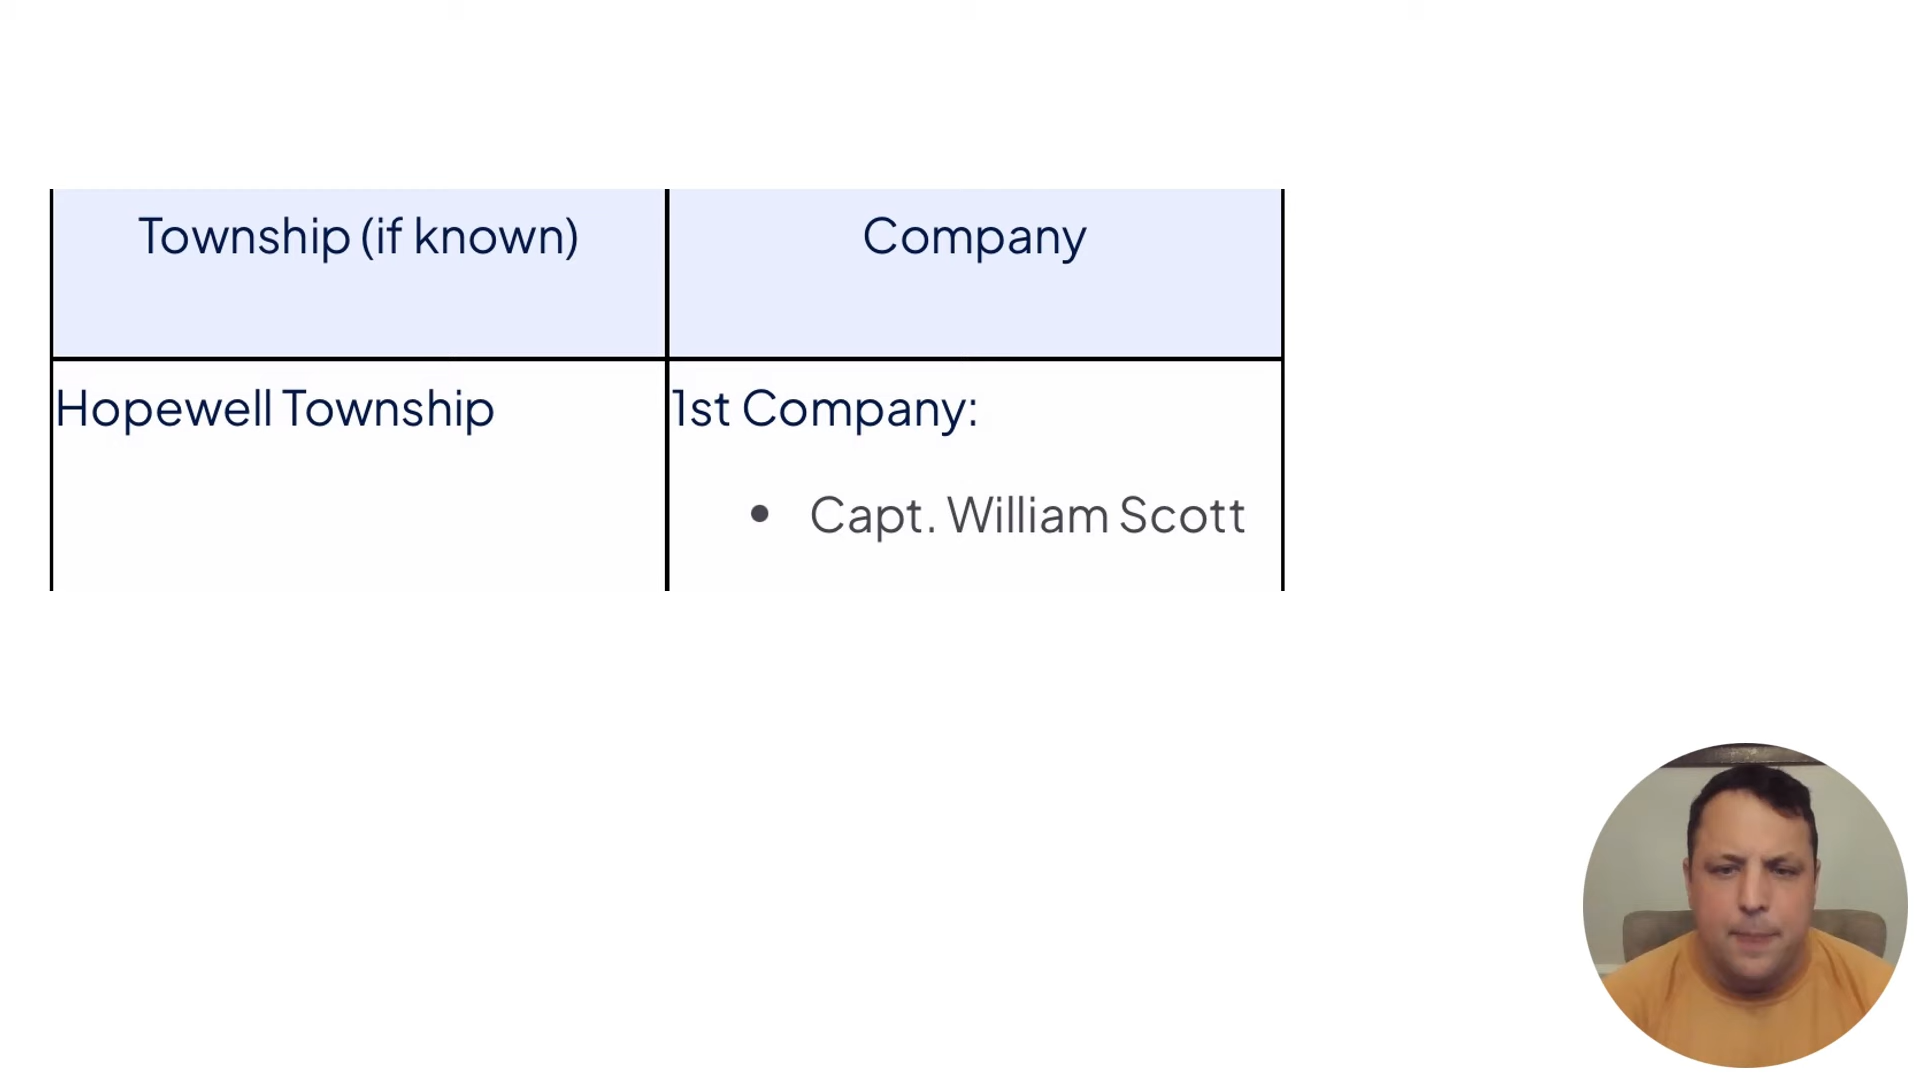 Township (if known)
Company
Hopewell Township
1st Company:
• Capt. William Scott